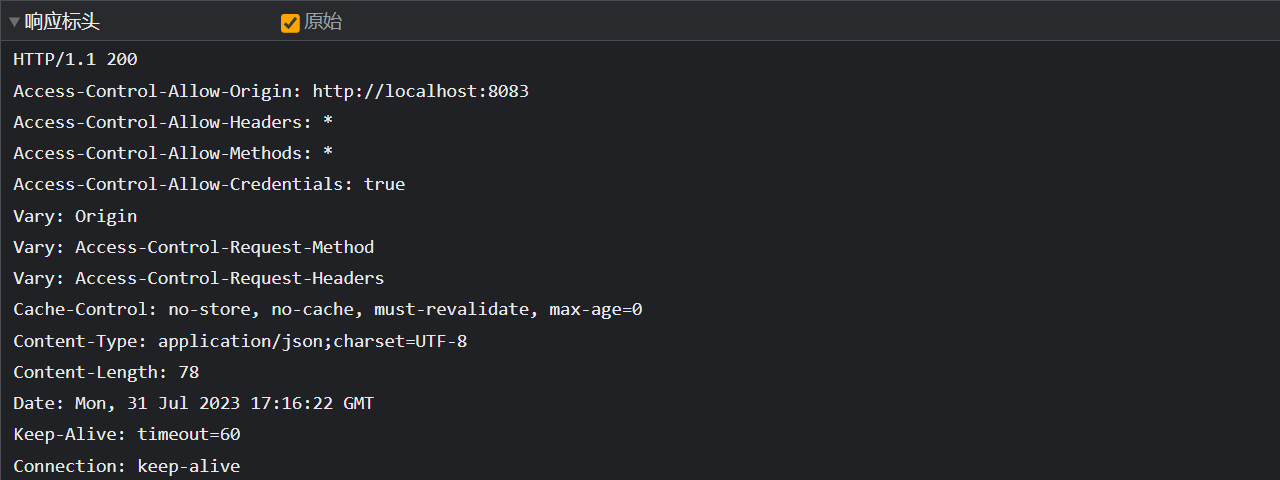 响应标头 原始
HTTP/1.1 200
Access-Control-Allow-Origin: http://localhost:8083
Access-Control-Allow-Headers: *
Access-Control-Allow-Methods: *
Access-Control-Allow-Credentials: true
Vary: Origin
Vary: Access-Control-Request-Method
Vary: Access-Control-Request-Headers
Cache-Control: no-store, no-cache, must-revalidate, max-age=0
Content-Type: application/json;charset=UTF-8
Content-Length: 78
Date: Mon, 31 Jul 2023 17:16:22 GMT
Keep-Alive: timeout=60
Connection: keep-alive